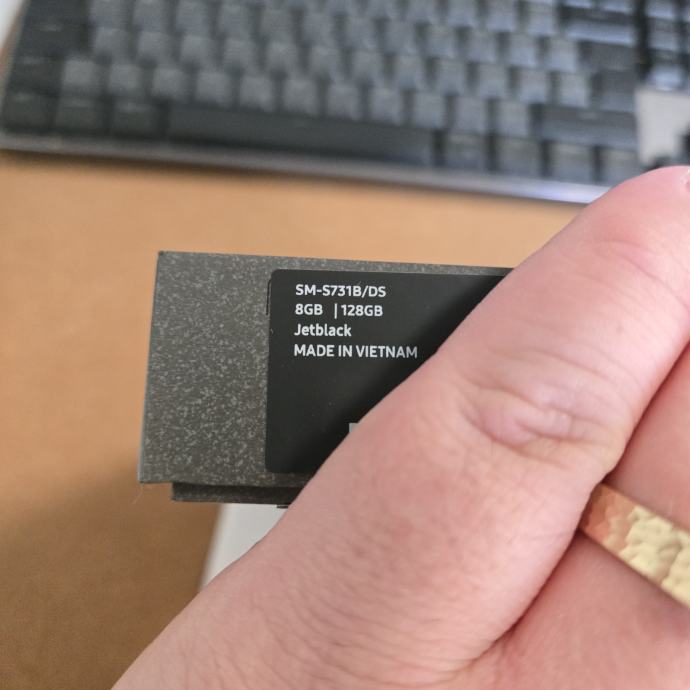 SM-S731B/DS
8GB | 128GB
Jetblack
MADE IN VIETNAM